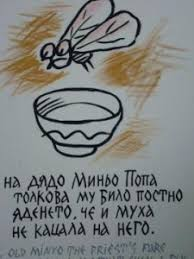 НА ДЯДО МИНЬО ПОПА
ТОЛКОВА МУ БИЛО ПОСТНО
ЯДЕНЕТО, ЧЕ И МУХА
НЕ КАЦАЛА НА НЕГО.
OLD MINYO THE PRIEST'S FARE